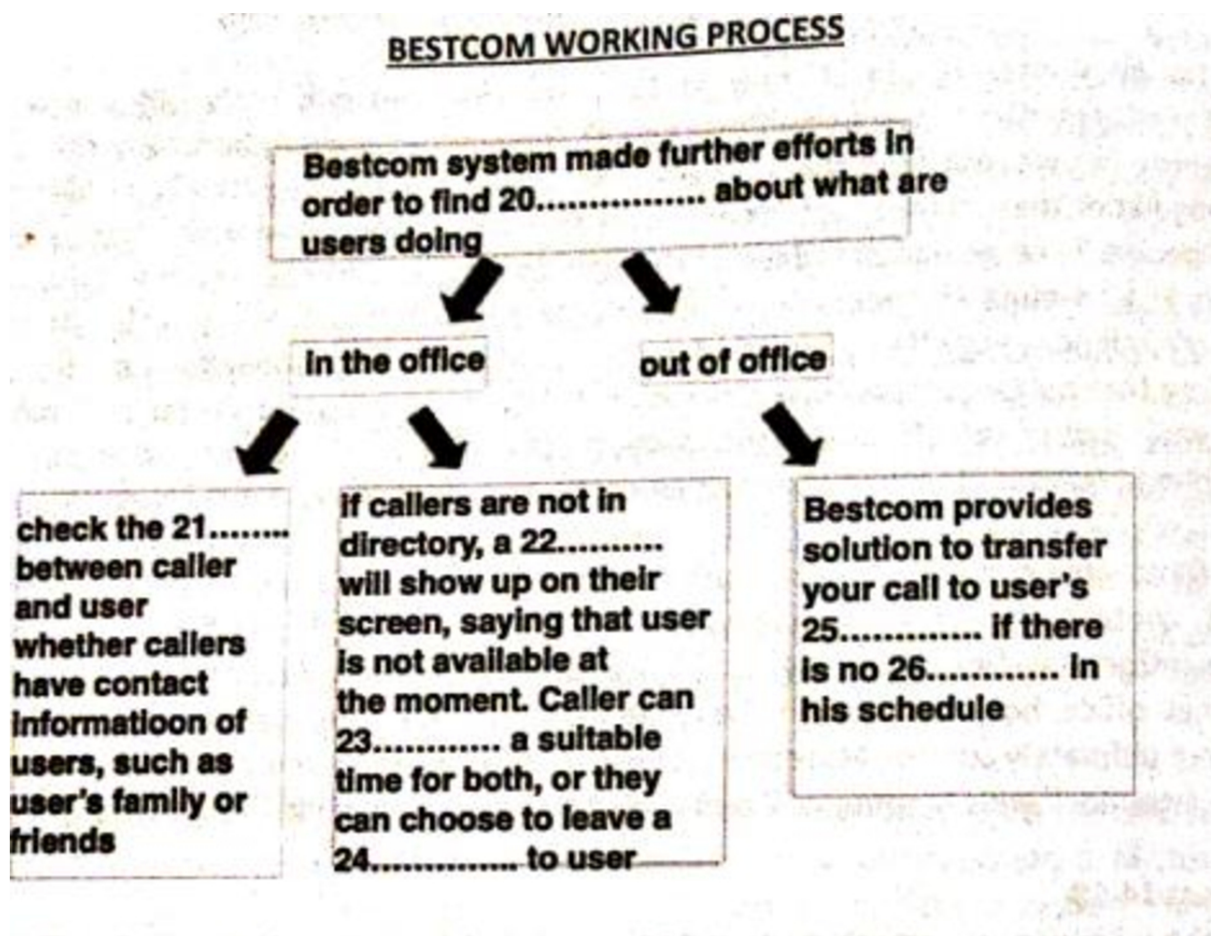 BESTCOM WORKING PROCESS
Bestcom system made further efforts in
order to find 20............... about what are
users doing
in the office
out of office
check the 21........
between caller
and user
whether callers
have contact
informatioon of
users, such as
user's family or
friends
if callers are not in
directory, a 22..........
will show up on their
screen, saying that user
is not available at
the moment. Caller can
23............ a suitable
time for both, or they
can choose to leave a
24.............. to user
Bestcom provides
solution to transfer
your call to user's
25............. if there
is no 26............ in
his schedule